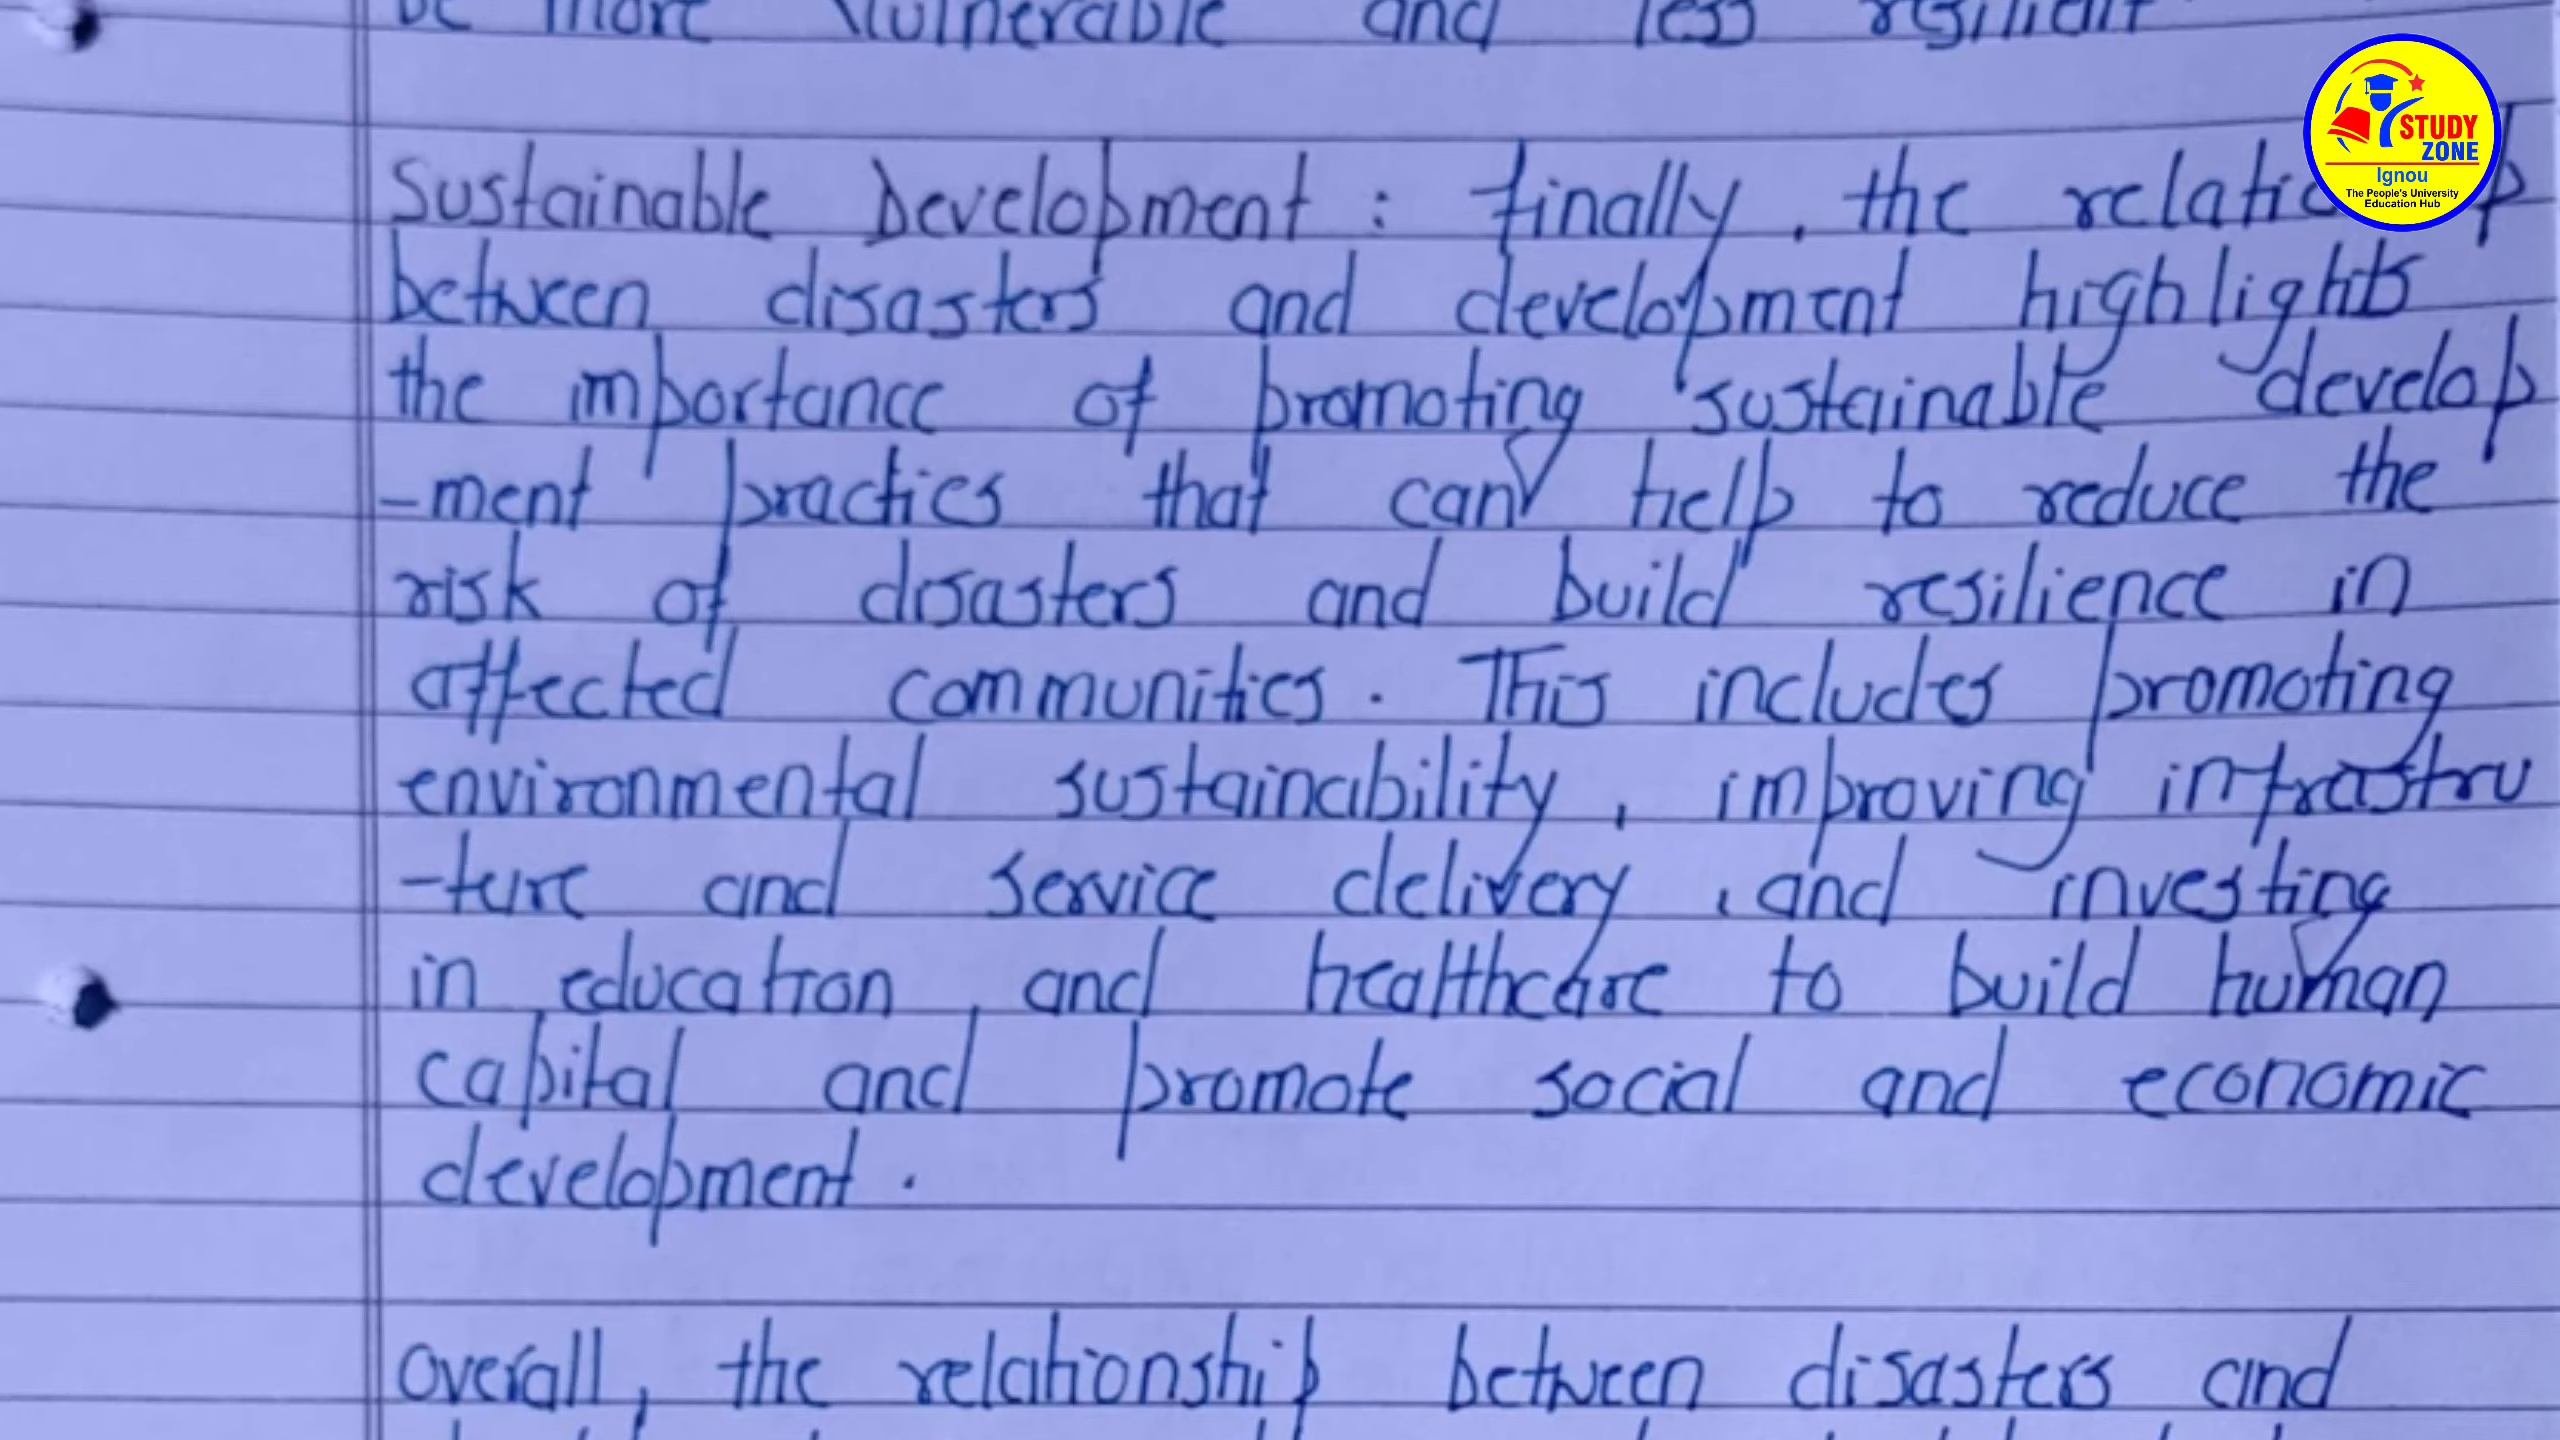 be more vulnerable and less resilient
Sustainable Development : finally, the
between disasters and development highlights
the importance of promoting sustainable develop
-ment practices that can help to reduce the
risk of disasters and build resilience in
affected communities. This includes promoting
environmental sustainability, improving infrastru
-ture and service delivery, and investing
in education, and healthcare to build human
capital and promote social and economic
development.
Overall, the relationship between disasters and
STUDY
ZONE
Ignou
The People's University
Education Hub